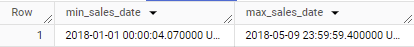 Row min_sales_date max_sales_date
1 2018-01-01 00:00:04.070000 U... 2018-05-09 23:59:59.400000 U...